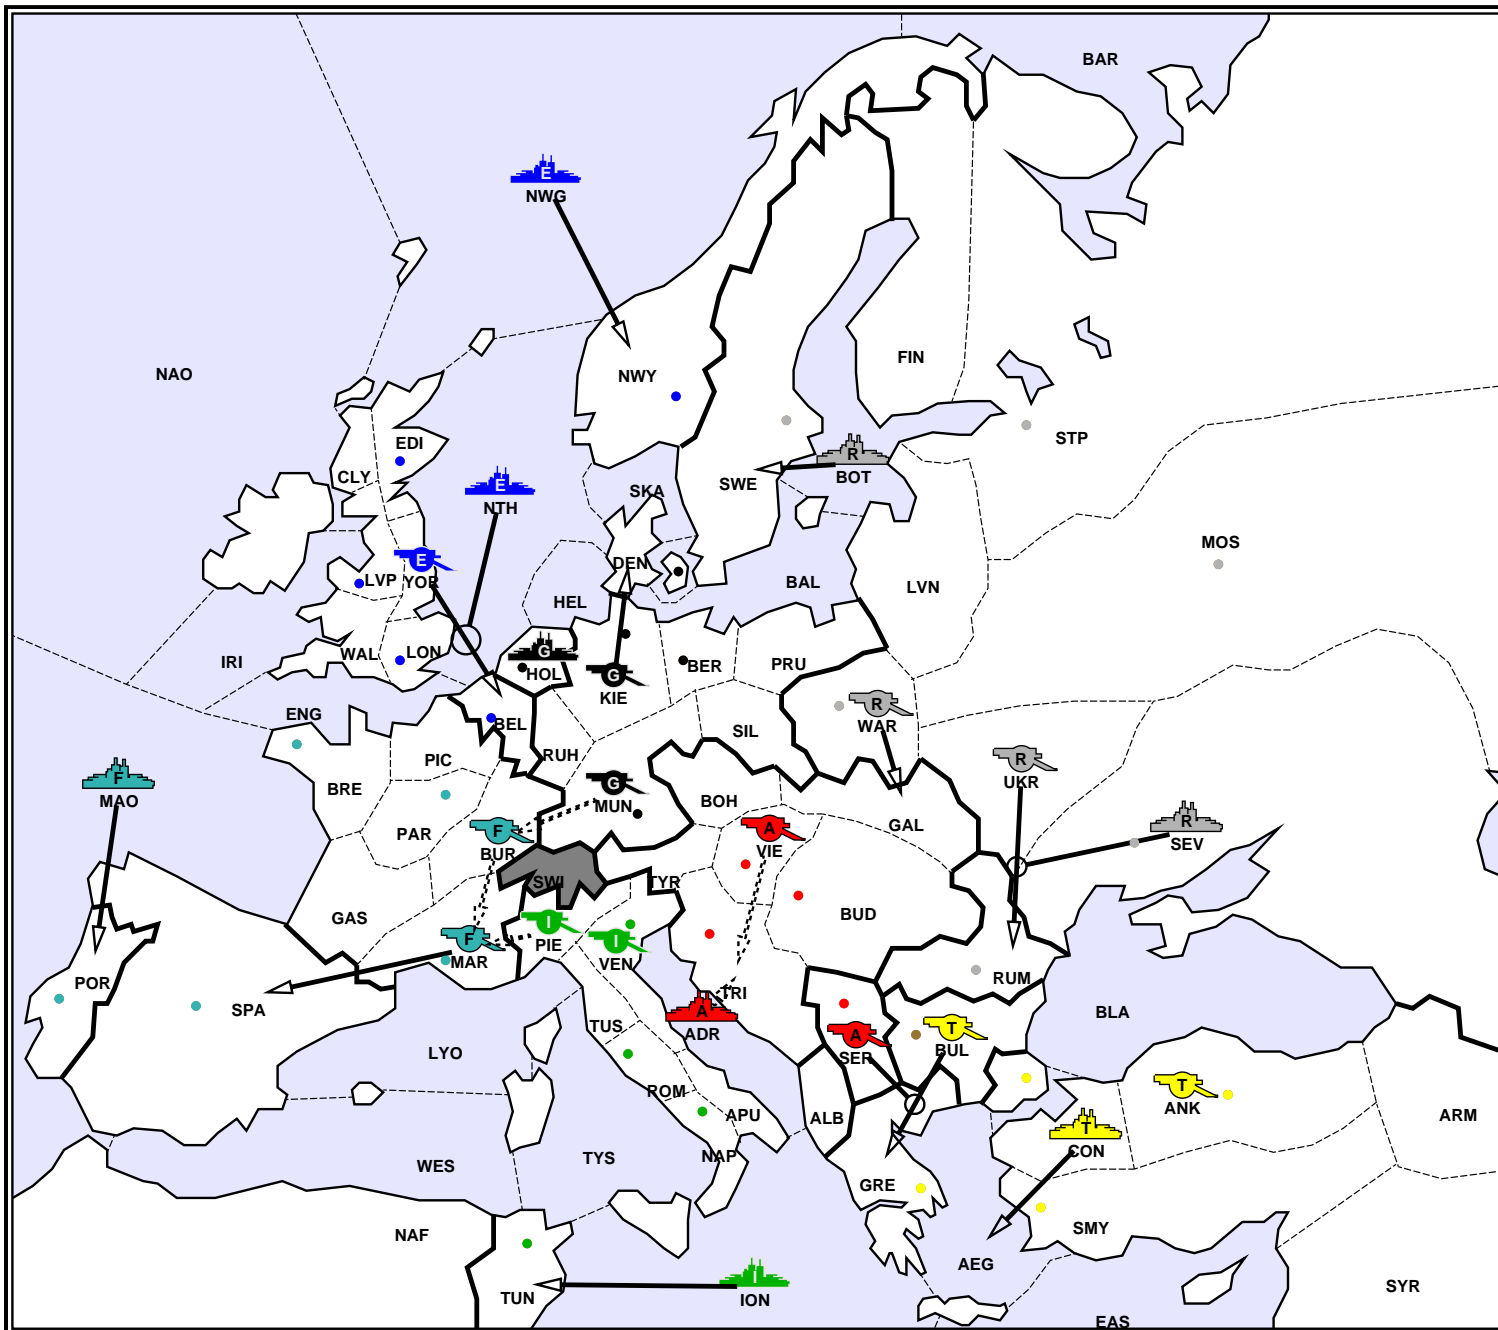 BAR
E
NWG
NAO
FIN
NWY
EDI
STP
R
SWE
BOT
CLY
E
NTH
SKA
MOS
E
DEN
LVP
YOR
BAL
LVN
HEL
G
WAL
LON
IRI
HOL
BER
PRU
G
KIE
R
WAR
ENG
BEL
SIL
RUH
PIC
R
UKR
F
MAO
BRE
BOH
G
MUN
GAL
R
SEV
PAR
F
BUR
A
VIE
SWI
TYR
BUD
GAS
I
PIE
F
MAR
I
VEN
POR
SPA
RUM
TRI
A
ADR
BLA
TUS
A
SER
T
BUL
LYO
T
ANK
ROM
APU
ALB
ARM
T
CON
NAP
WES
TYS
GRE
SMY
NAF
AEG
I
ION
TUN
SYR
EAS